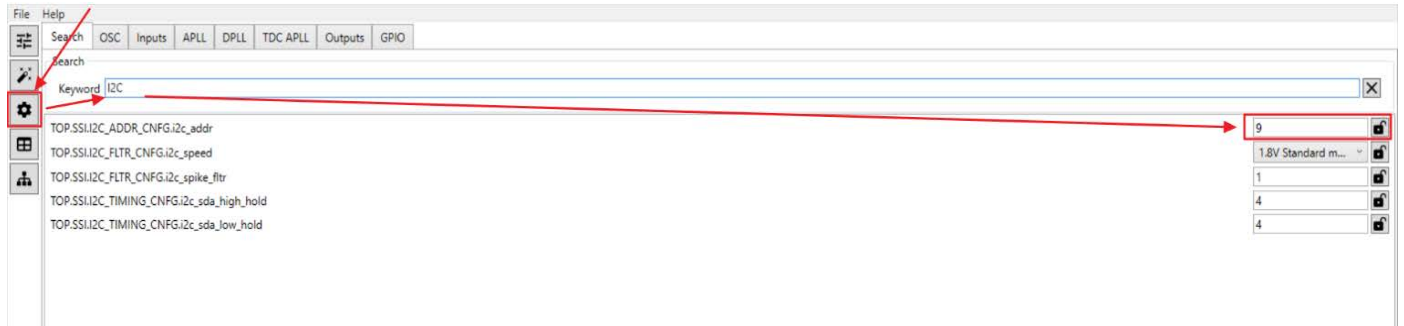 File Help
Search OSC Inputs APLL DPLL TDC APLL Outputs GPIO
Search
Keyword I2C
TOP.SSI.I2C_ADDR_CNFG.i2c_addr 9
TOP.SSI.I2C_FLTR_CNFG.i2c_speed 1.8V Standard m...
TOP.SSI.I2C_FLTR_CNFG.i2c_spike_fltr 1
TOP.SSI.I2C_TIMING_CNFG.i2c_sda_high_hold 4
TOP.SSI.I2C_TIMING_CNFG.i2c_sda_low_hold 4